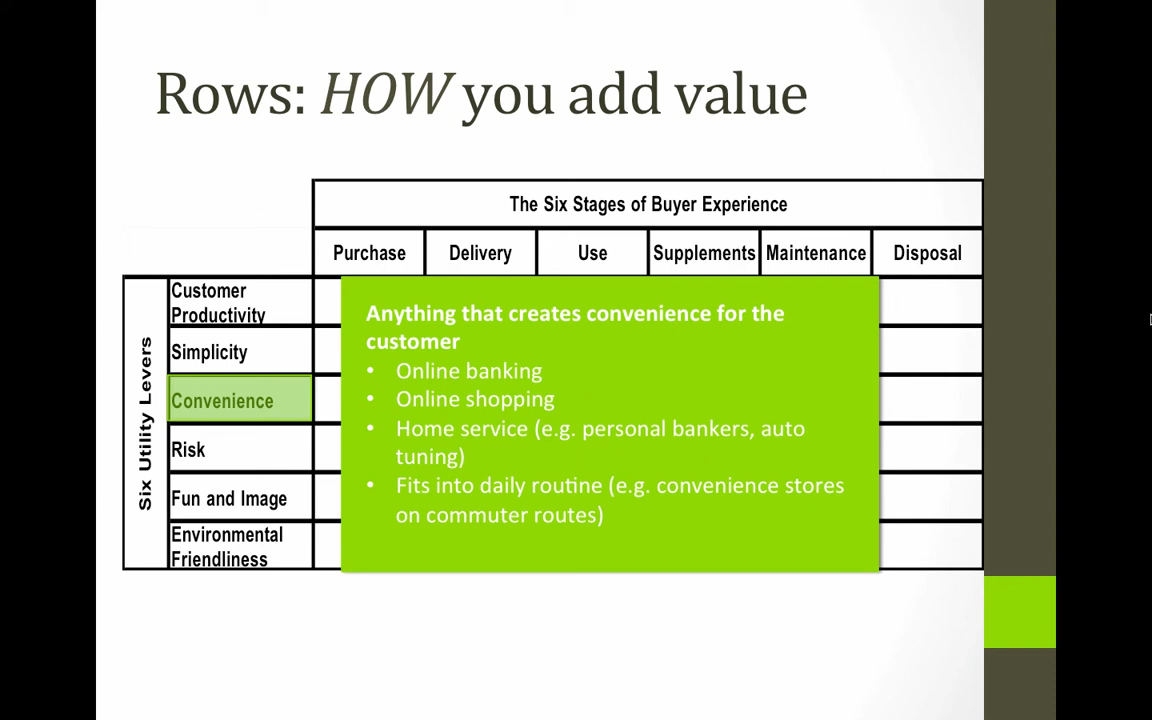 Rows: HOW you add value
The Six Stages of Buyer Experience
Purchase Delivery Use Supplements Maintenance Disposal
Six Utility Levers
Customer
Productivity
Simplicity
Convenience
Risk
Fun and Image
Environmental
Friendliness
Anything that creates convenience for the
customer
• Online banking
• Online shopping
• Home service (e.g. personal bankers, auto
tuning)
• Fits into daily routine (e.g. convenience stores
on commuter routes)